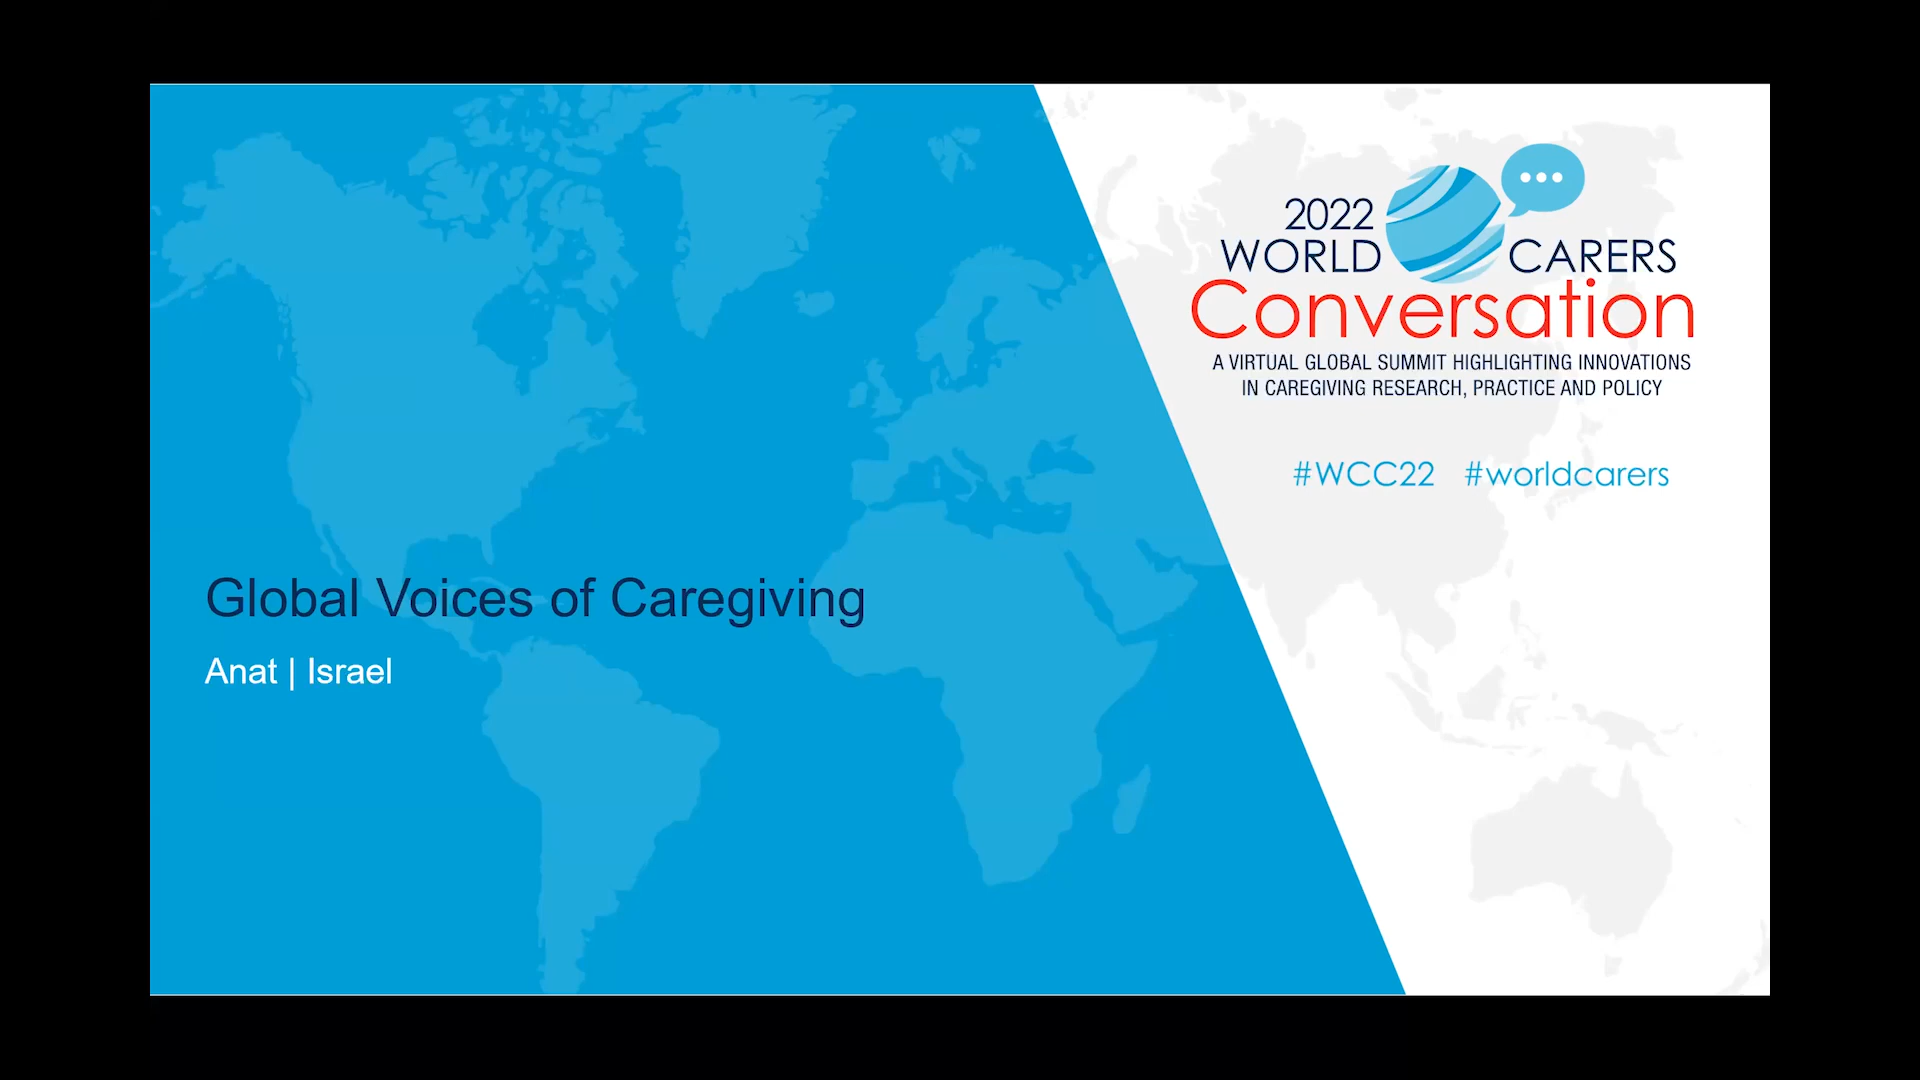 2022
WORLD CARERS
Conversation
A VIRTUAL GLOBAL SUMMIT HIGHLIGHTING INNOVATIONS
IN CAREGIVING RESEARCH, PRACTICE AND POLICY
#WCC22 #worldcarers
Global Voices of Caregiving
Anat | Israel